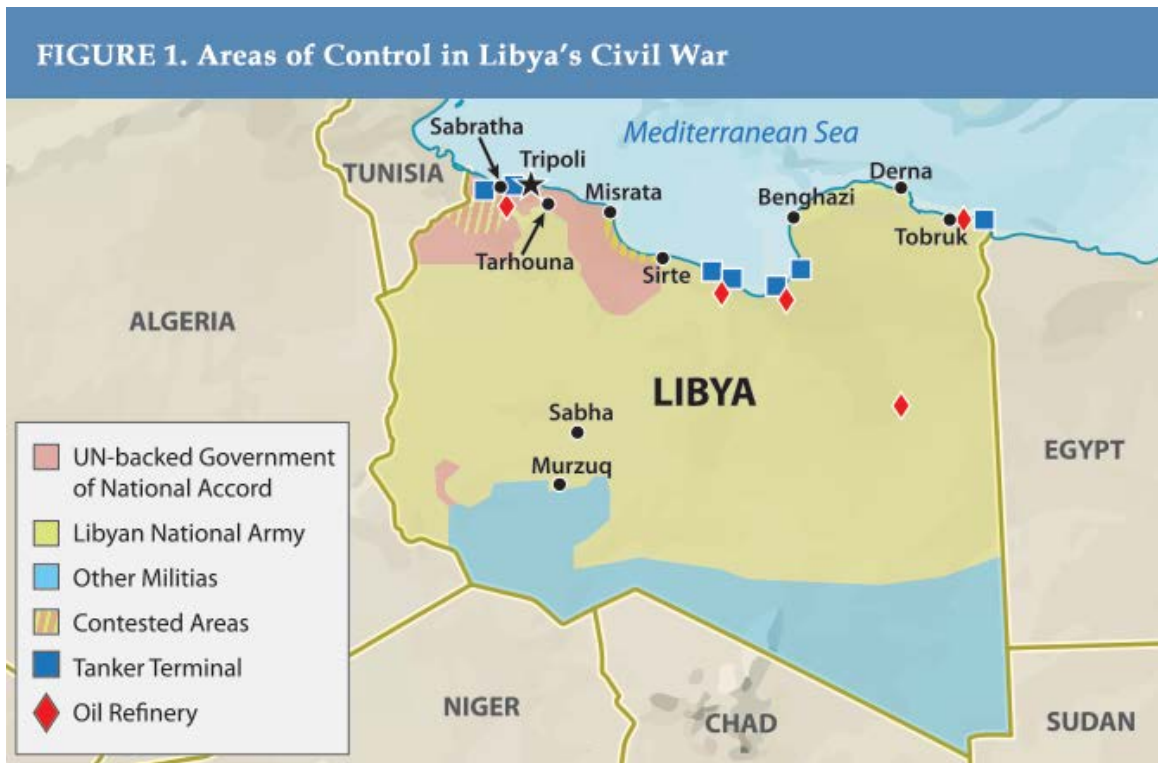 FIGURE 1. Areas of Control in Libya's Civil War
Mediterranean Sea
Sabratha
Tripoli
TUNISIA
Misrata
Derna
Benghazi
Tobruk
Tarhouna
Sirte
ALGERIA
LIBYA
Sabha
Murzuq
EGYPT
UN-backed Government
of National Accord
Libyan National Army
Other Militias
Contested Areas
Tanker Terminal
Oil Refinery
NIGER
CHAD
SUDAN